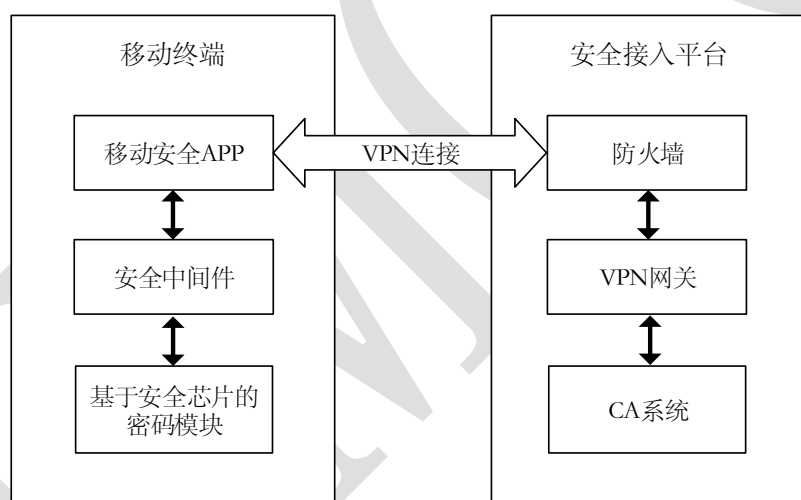 移动终端
安全接入平台
移动安全APP
VPN连接
防火墙
安全中间件
VPN网关
基于安全芯片的
密码模块
CA系统